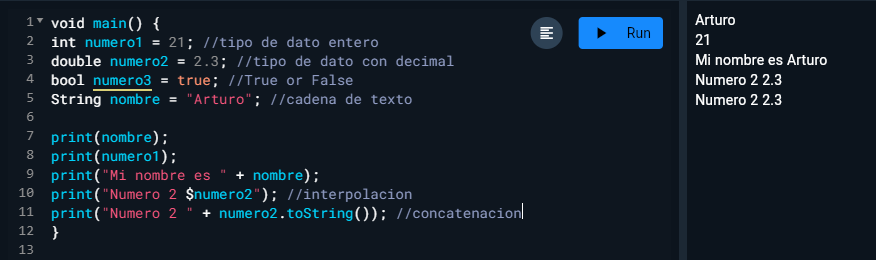 1 void main() {
2 int numero1 = 21; //tipo de dato entero
3 double numero2 = 2.3; //tipo de dato con decimal
4 bool numero3 = true; //True or False
5 String nombre = "Arturo"; //cadena de texto
6
7 print(nombre);
8 print(numero1);
9 print("Mi nombre es " + nombre);
10 print("Numero 2 $numero2"); //interpolacion
11 print("Numero 2 " + numero2.toString()); //concatenacion
12 }
13
Run
Arturo
21
Mi nombre es Arturo
Numero 2 2.3
Numero 2 2.3